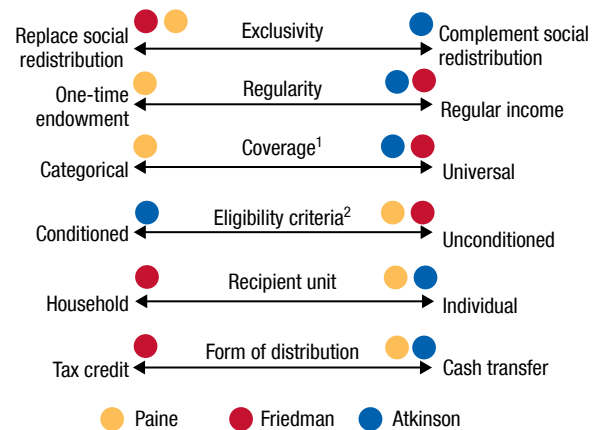 Replace social
redistribution
Exclusivity
Complement social
redistribution
One-time
endowment
Regularity
Regular income
Categorical
Coverage¹
Universal
Conditioned
Eligibility criteria²
Unconditioned
Household
Recipient unit
Individual
Tax credit
Form of distribution
Cash transfer
Paine
Friedman
Atkinson